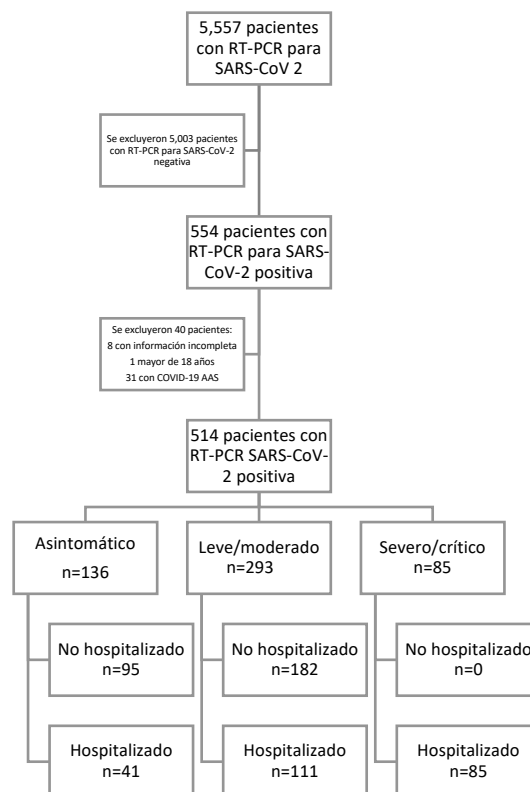 5,557 pacientes
con RT-PCR para
SARS-CoV 2
Se excluyeron 5,003 pacientes
con RT-PCR para SARS-CoV-2
negativa
554 pacientes con
RT-PCR para SARS-
CoV-2 positiva
Se excluyeron 40 pacientes:
8 con información incompleta
1 mayor de 18 años
31 con COVID-19 AAS
514 pacientes con
RT-PCR SARS-CoV-
2 positiva
Asintomático
n=136
Leve/moderado
n=293
Severo/crítico
n=85
No hospitalizado
n=95
No hospitalizado
n=182
No hospitalizado
n=0
Hospitalizado
n=41
Hospitalizado
n=111
Hospitalizado
n=85